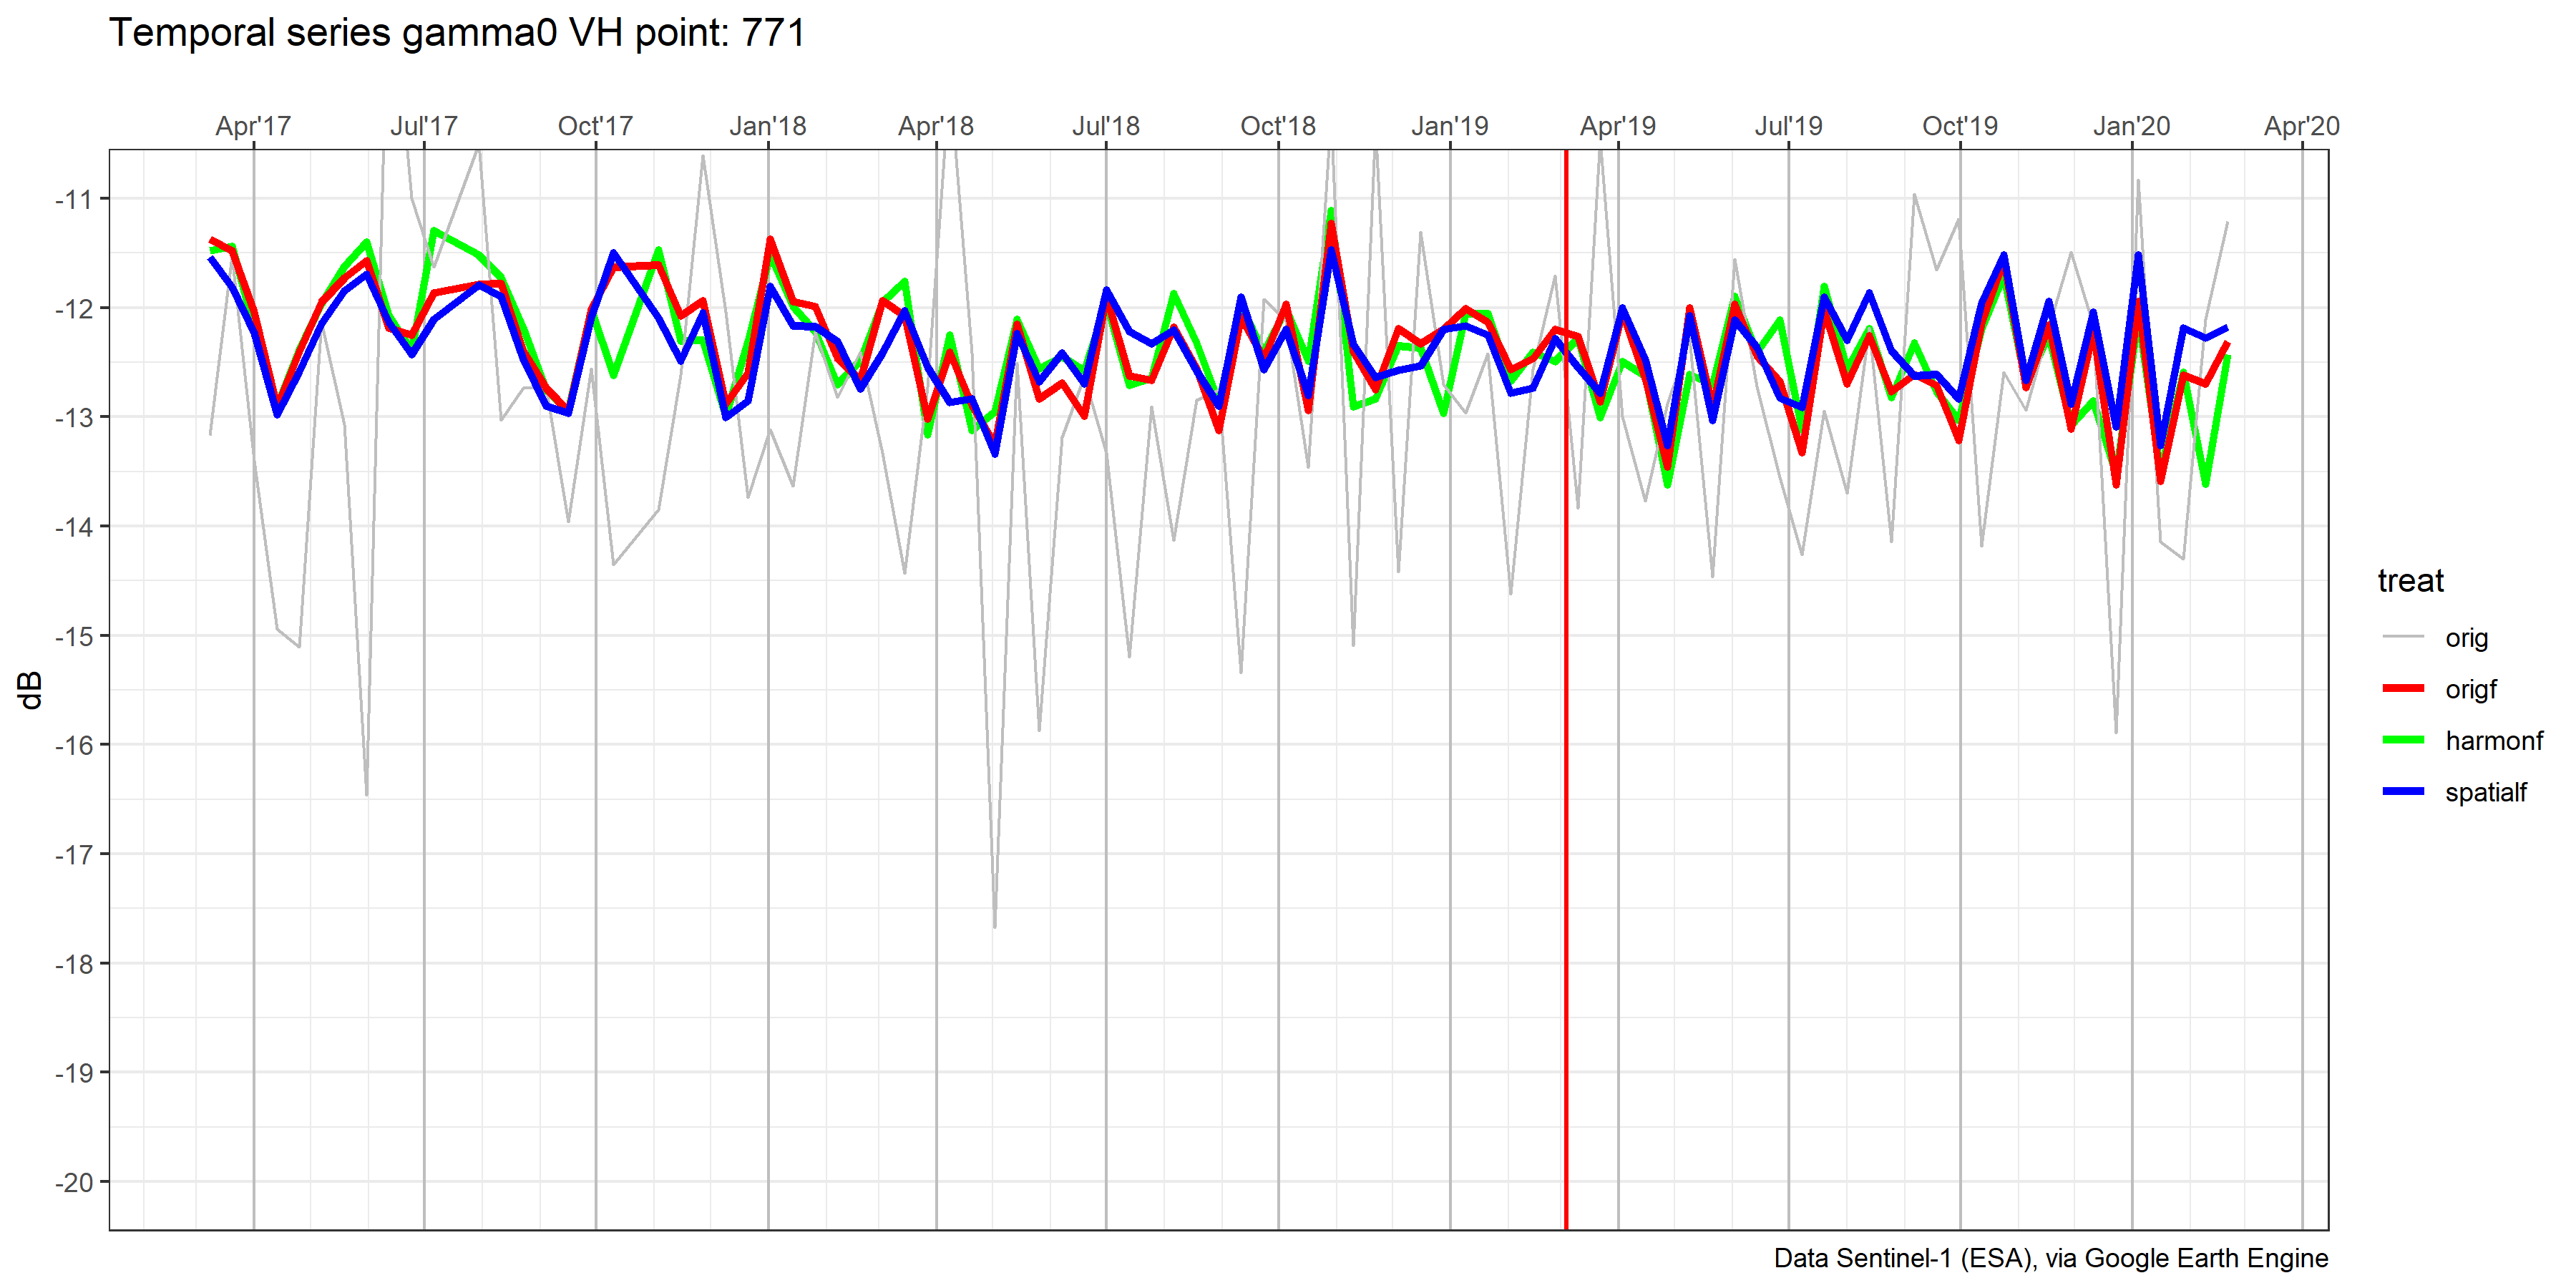 Temporal series gamma0 VH point: 771
Apr'17 Jul'17 Oct'17 Jan'18 Apr'18 Jul'18 Oct'18 Jan'19 Apr'19 Jul'19 Oct'19 Jan'20 Apr'20
-11
-12
-13
-14
-15
-16
-17
-18
-19
-20
dB
treat
orig
origf
harmonf
spatialf
Data Sentinel-1 (ESA), via Google Earth Engine